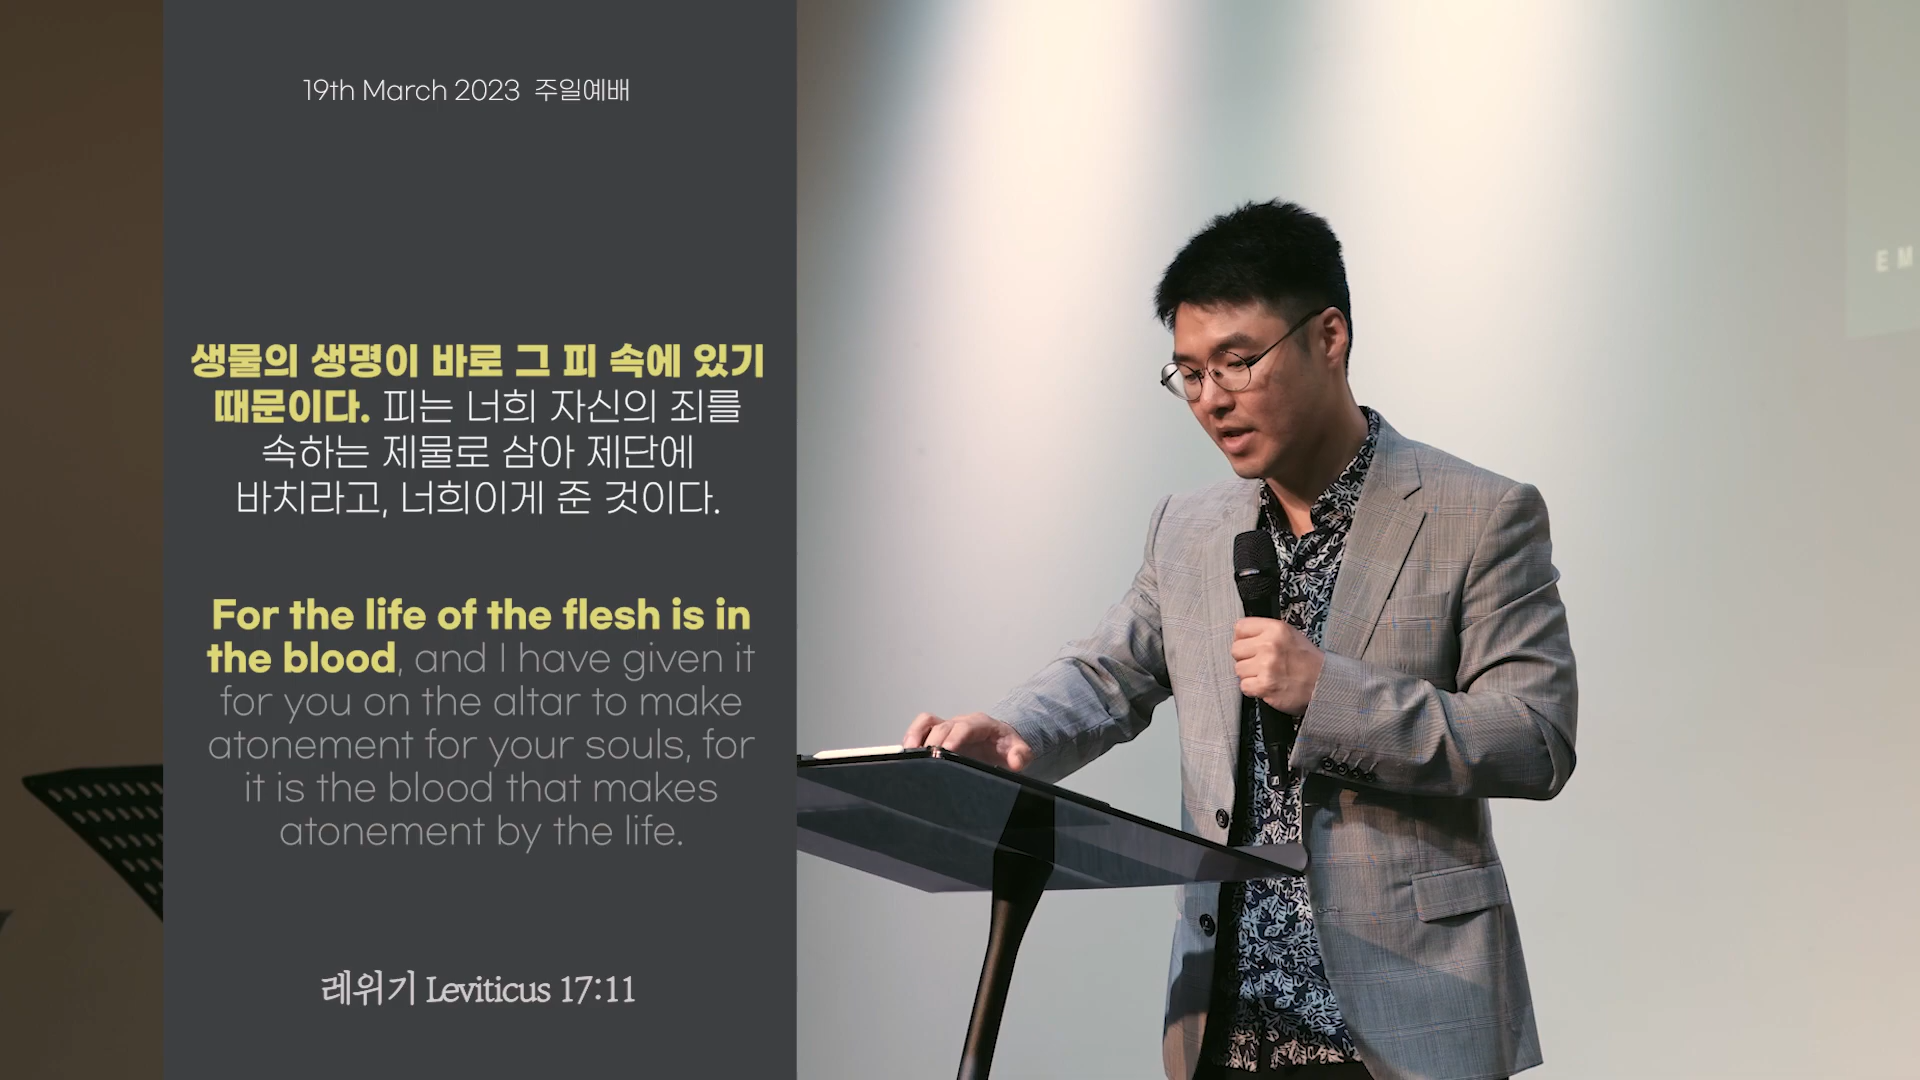 19th March 2023 주일예배
생물의 생명이 바로 그 피 속에 있기
때문이다. 피는 너희 자신의 죄를
속하는 제물로 삼아 제단에
바치라고, 너희이게 준 것이다.
For the life of the flesh is in
the blood, and I have given it
for you on the altar to make
atonement for your souls, for
it is the blood that makes
atonement by the life.
레위기 Leviticus 17:11
EM